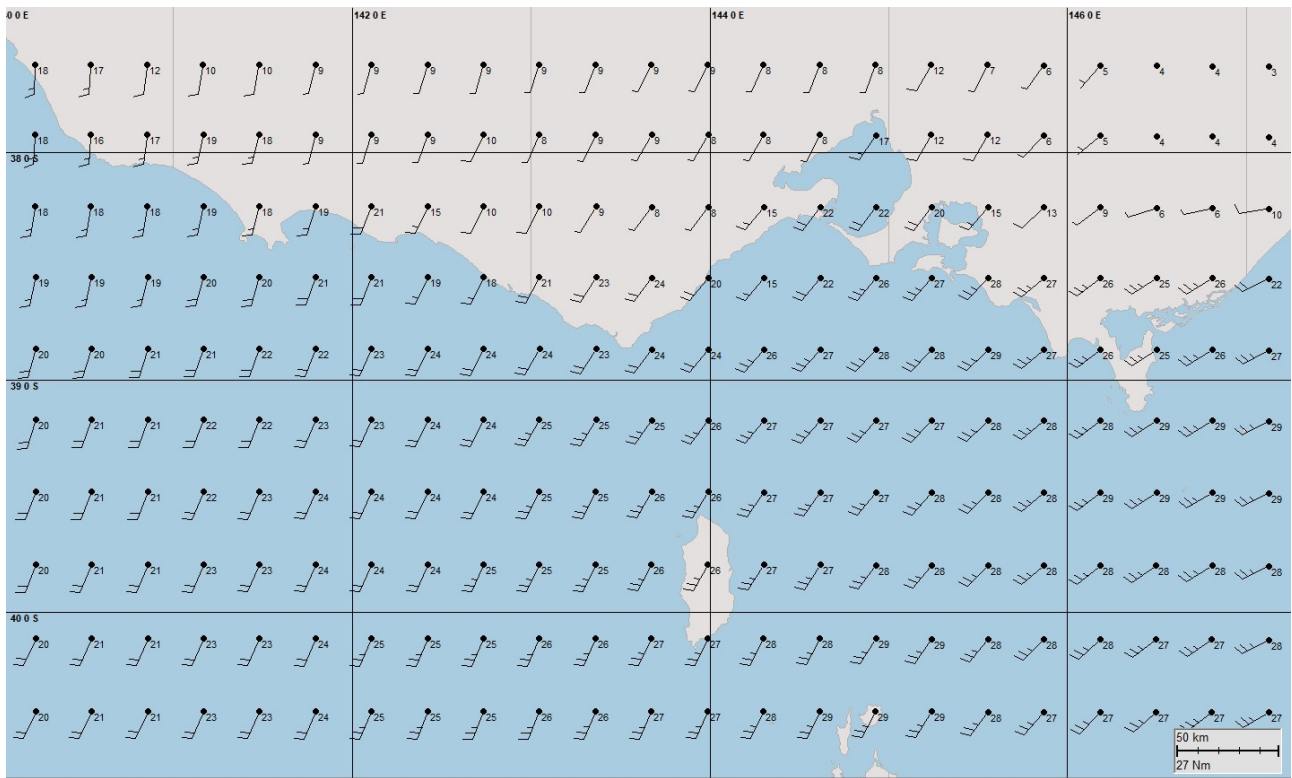 0 0 E 142 0 E 144 0 E 146 0 E
18 17 12 10 10 9 9 9 9 9 9 9 9 8 8 8 12 7 6 5 4 4 3
18 16 17 19 18 9 9 9 10 8 9 9 8 8 8 17 12 12 6 5 4 4 4
38 0 S
18 18 18 19 18 19 21 15 10 10 9 8 8 15 22 22 20 15 13 9 6 6 10
19 19 19 20 20 21 21 19 18 21 23 24 20 15 22 26 27 28 27 26 25 26 22
20 20 21 21 22 22 23 24 24 24 23 24 24 26 27 28 28 29 27 26 25 26 27
39 0 S
20 21 21 22 22 23 23 24 24 25 25 25 26 27 27 27 27 28 28 28 29 29 29
20 21 21 22 23 24 24 24 24 25 25 26 26 27 27 27 28 28 28 29 29 29 29
20 21 21 23 23 24 24 24 25 25 25 26 26 27 27 28 28 28 28 28 28 28 28
40 0 S
20 21 21 23 23 24 25 25 25 26 26 27 27 28 28 29 29 28 28 28 27 27 28
20 21 21 23 23 24 25 25 25 26 26 27 27 28 29 29 29 28 27 27 27 27 27
50 km
27 Nm